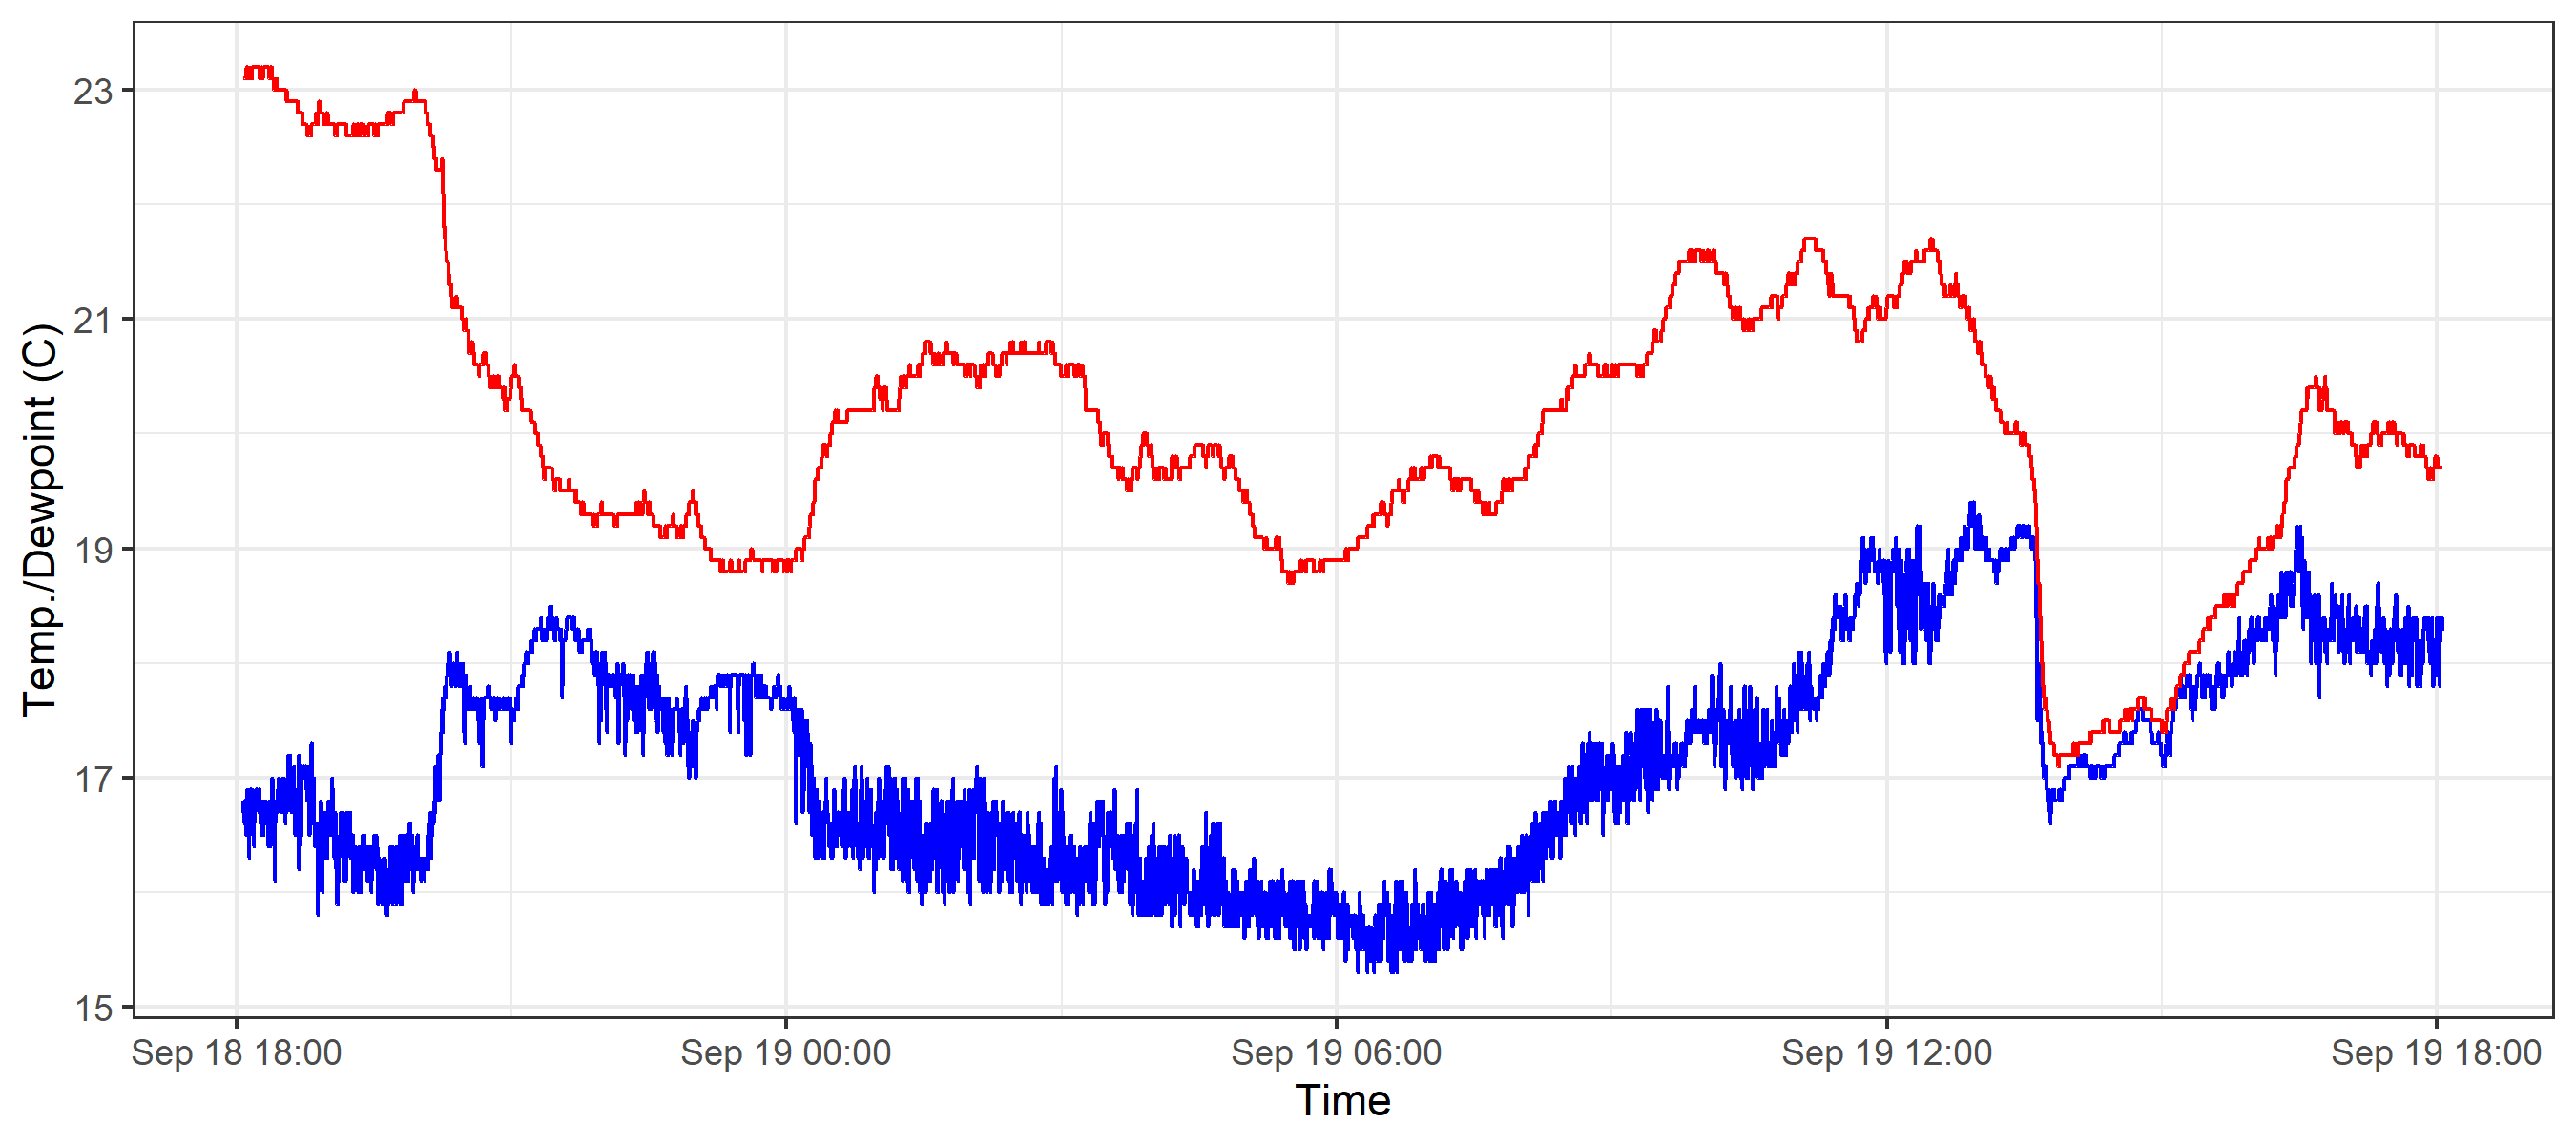 Temp./Dewpoint (C)
23
21
19
17
15
Sep 18 18:00
Sep 19 00:00
Sep 19 06:00
Sep 19 12:00
Sep 19 18:00
Time